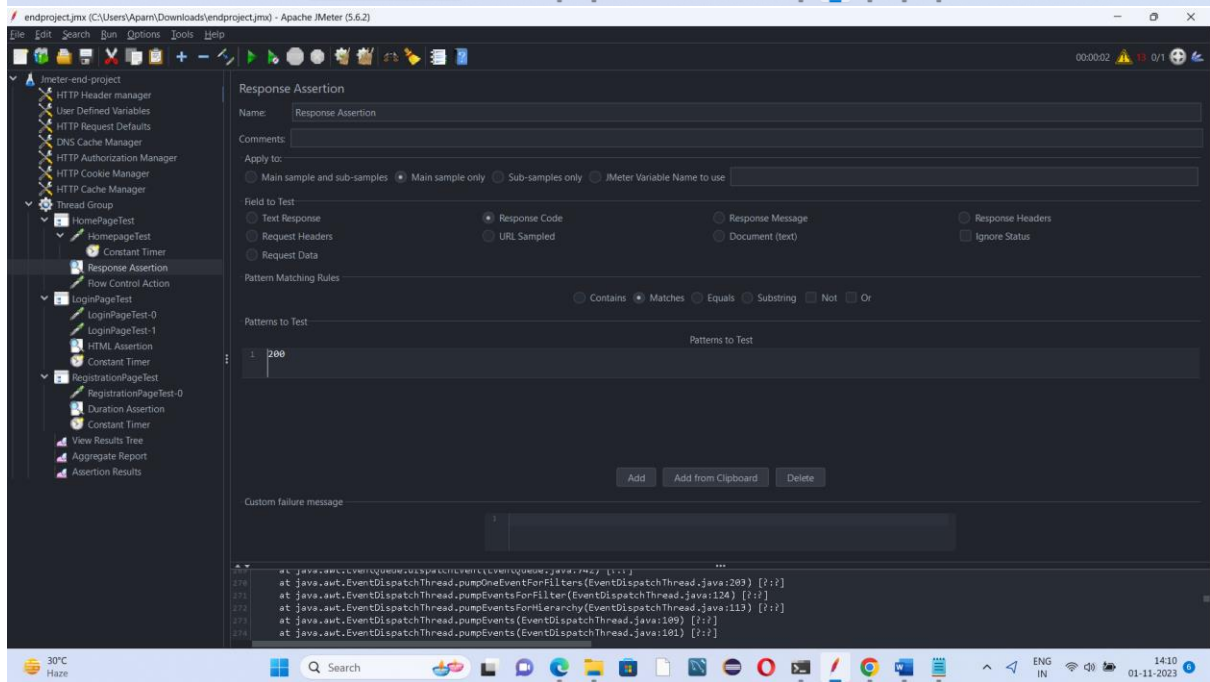 endproject.jmx (C:\Users\Aparn\Downloads\endproject.jmx) - Apache JMeter (5.6.2)
File Edit Search Run Options Tools Help
00:00:02 13 0/1
Jmeter-end-project
HTTP Header manager
User Defined Variables
HTTP Request Defaults
DNS Cache Manager
HTTP Authorization Manager
HTTP Cookie Manager
HTTP Cache Manager
Thread Group
HomePageTest
HomepageTest
Constant Timer
Response Assertion
Flow Control Action
LoginPageTest
LoginPageTest-0
LoginPageTest-1
HTML Assertion
Constant Timer
RegistrationPageTest
RegistrationPageTest-0
Duration Assertion
Constant Timer
View Results Tree
Aggregate Report
Assertion Results
Response Assertion
Name: Response Assertion
Comments:
Apply to:
Main sample and sub-samples Main sample only Sub-samples only JMeter Variable Name to use
Field to Test
Text Response Response Code Response Message Response Headers
Request Headers URL Sampled Document (text) Ignore Status
Request Data
Pattern Matching Rules
Contains Matches Equals Substring Not Or
Patterns to Test
Patterns to Test
1 200
Add Add from Clipboard Delete
Custom failure message
1
at java.awt.EventQueue.dispatchEvent(EventQueue.java:742) [?:?]
270 at java.awt.EventDispatchThread.pumpOneEventForFilters(EventDispatchThread.java:203) [?:?]
271 at java.awt.EventDispatchThread.pumpEventsForFilter(EventDispatchThread.java:124) [?:?]
272 at java.awt.EventDispatchThread.pumpEventsForHierarchy(EventDispatchThread.java:113) [?:?]
273 at java.awt.EventDispatchThread.pumpEvents(EventDispatchThread.java:109) [?:?]
274 at java.awt.EventDispatchThread.pumpEvents(EventDispatchThread.java:101) [?:?]
30°C
Haze
Search
ENG
IN
14:10
01-11-2023
6